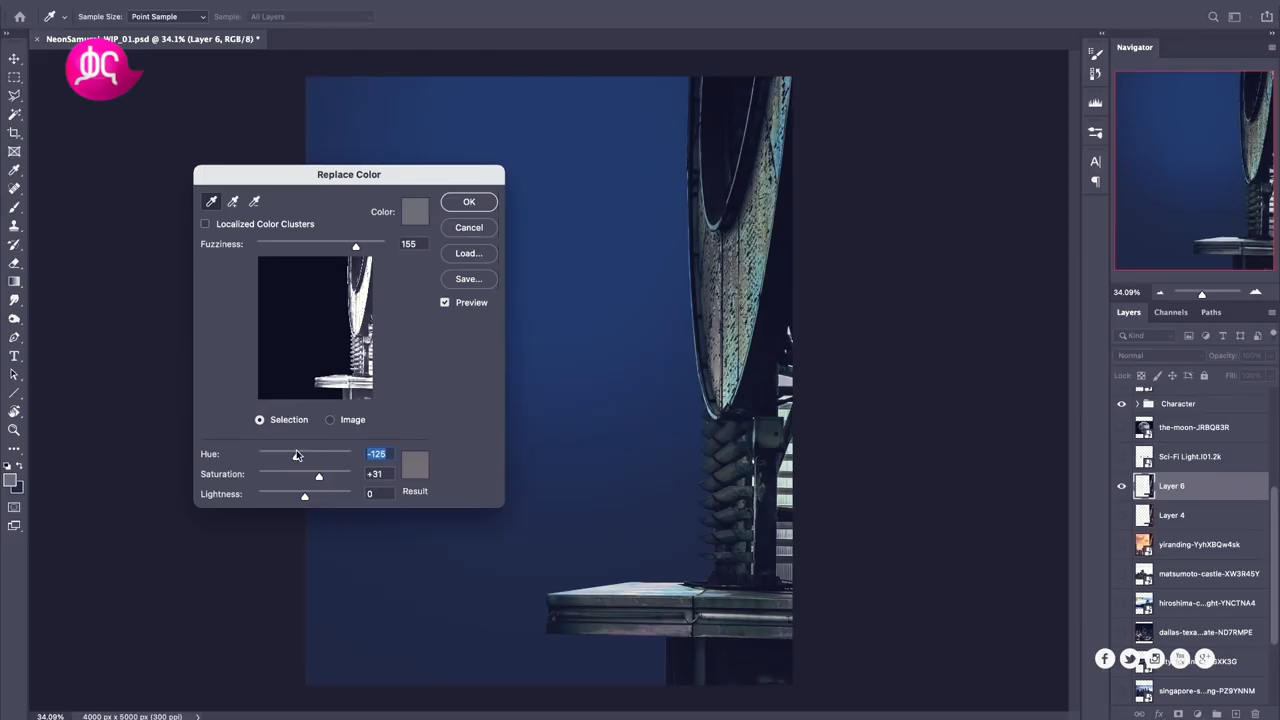 Sample Size: Point Sample Sample: All Layers
NeonSamurai_WIP_01.psd @ 34.1% (Layer 6, RGB/8) *
Navigator
34.09%
Layers Channels Paths
Kind
Normal Opacity: 100%
Lock: Fill: 100%
Character
the-moon-JRBQ83R
Sci-Fi Light.I01.2k
Layer 6
Layer 4
yiranding-YyhXBQw4sk
matsumoto-castle-XW3R45Y
hiroshima-c...ght-YNCTNA4
dallas-texa...ate-ND7RMPE
singapore-s...ng-PZ9YNNM
Replace Color
Localized Color Clusters
Color:
Fuzziness: 155
OK
Cancel
Load...
Save...
Preview
Selection Image
Hue: -125
Saturation: +31
Lightness: 0
Result
34.09% 4000 px x 5000 px (300 ppi)